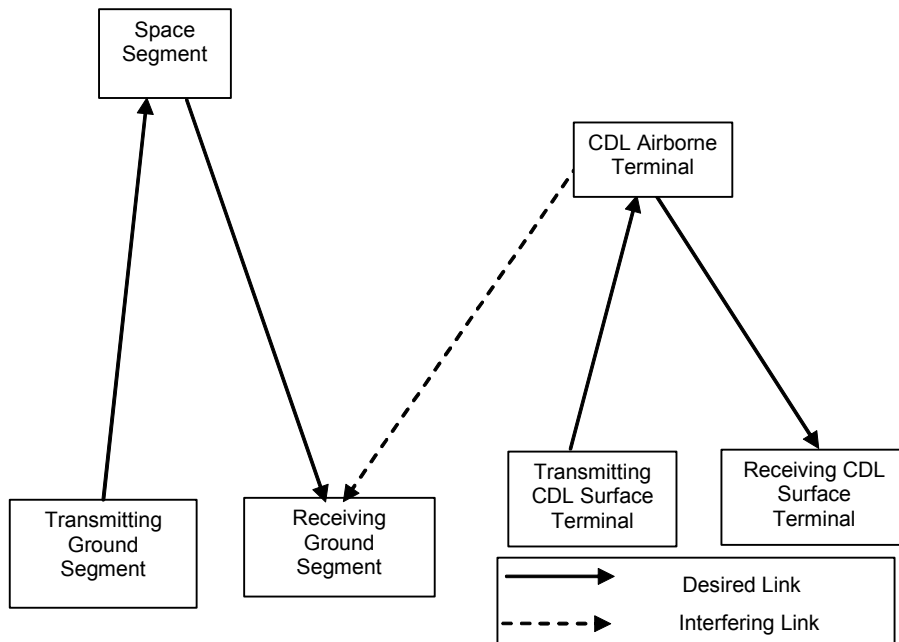 Space
Segment
CDL Airborne
Terminal
Transmitting
Ground
Segment
Receiving
Ground
Segment
Transmitting
CDL Surface
Terminal
Receiving CDL
Surface
Terminal
Desired Link
Interfering Link